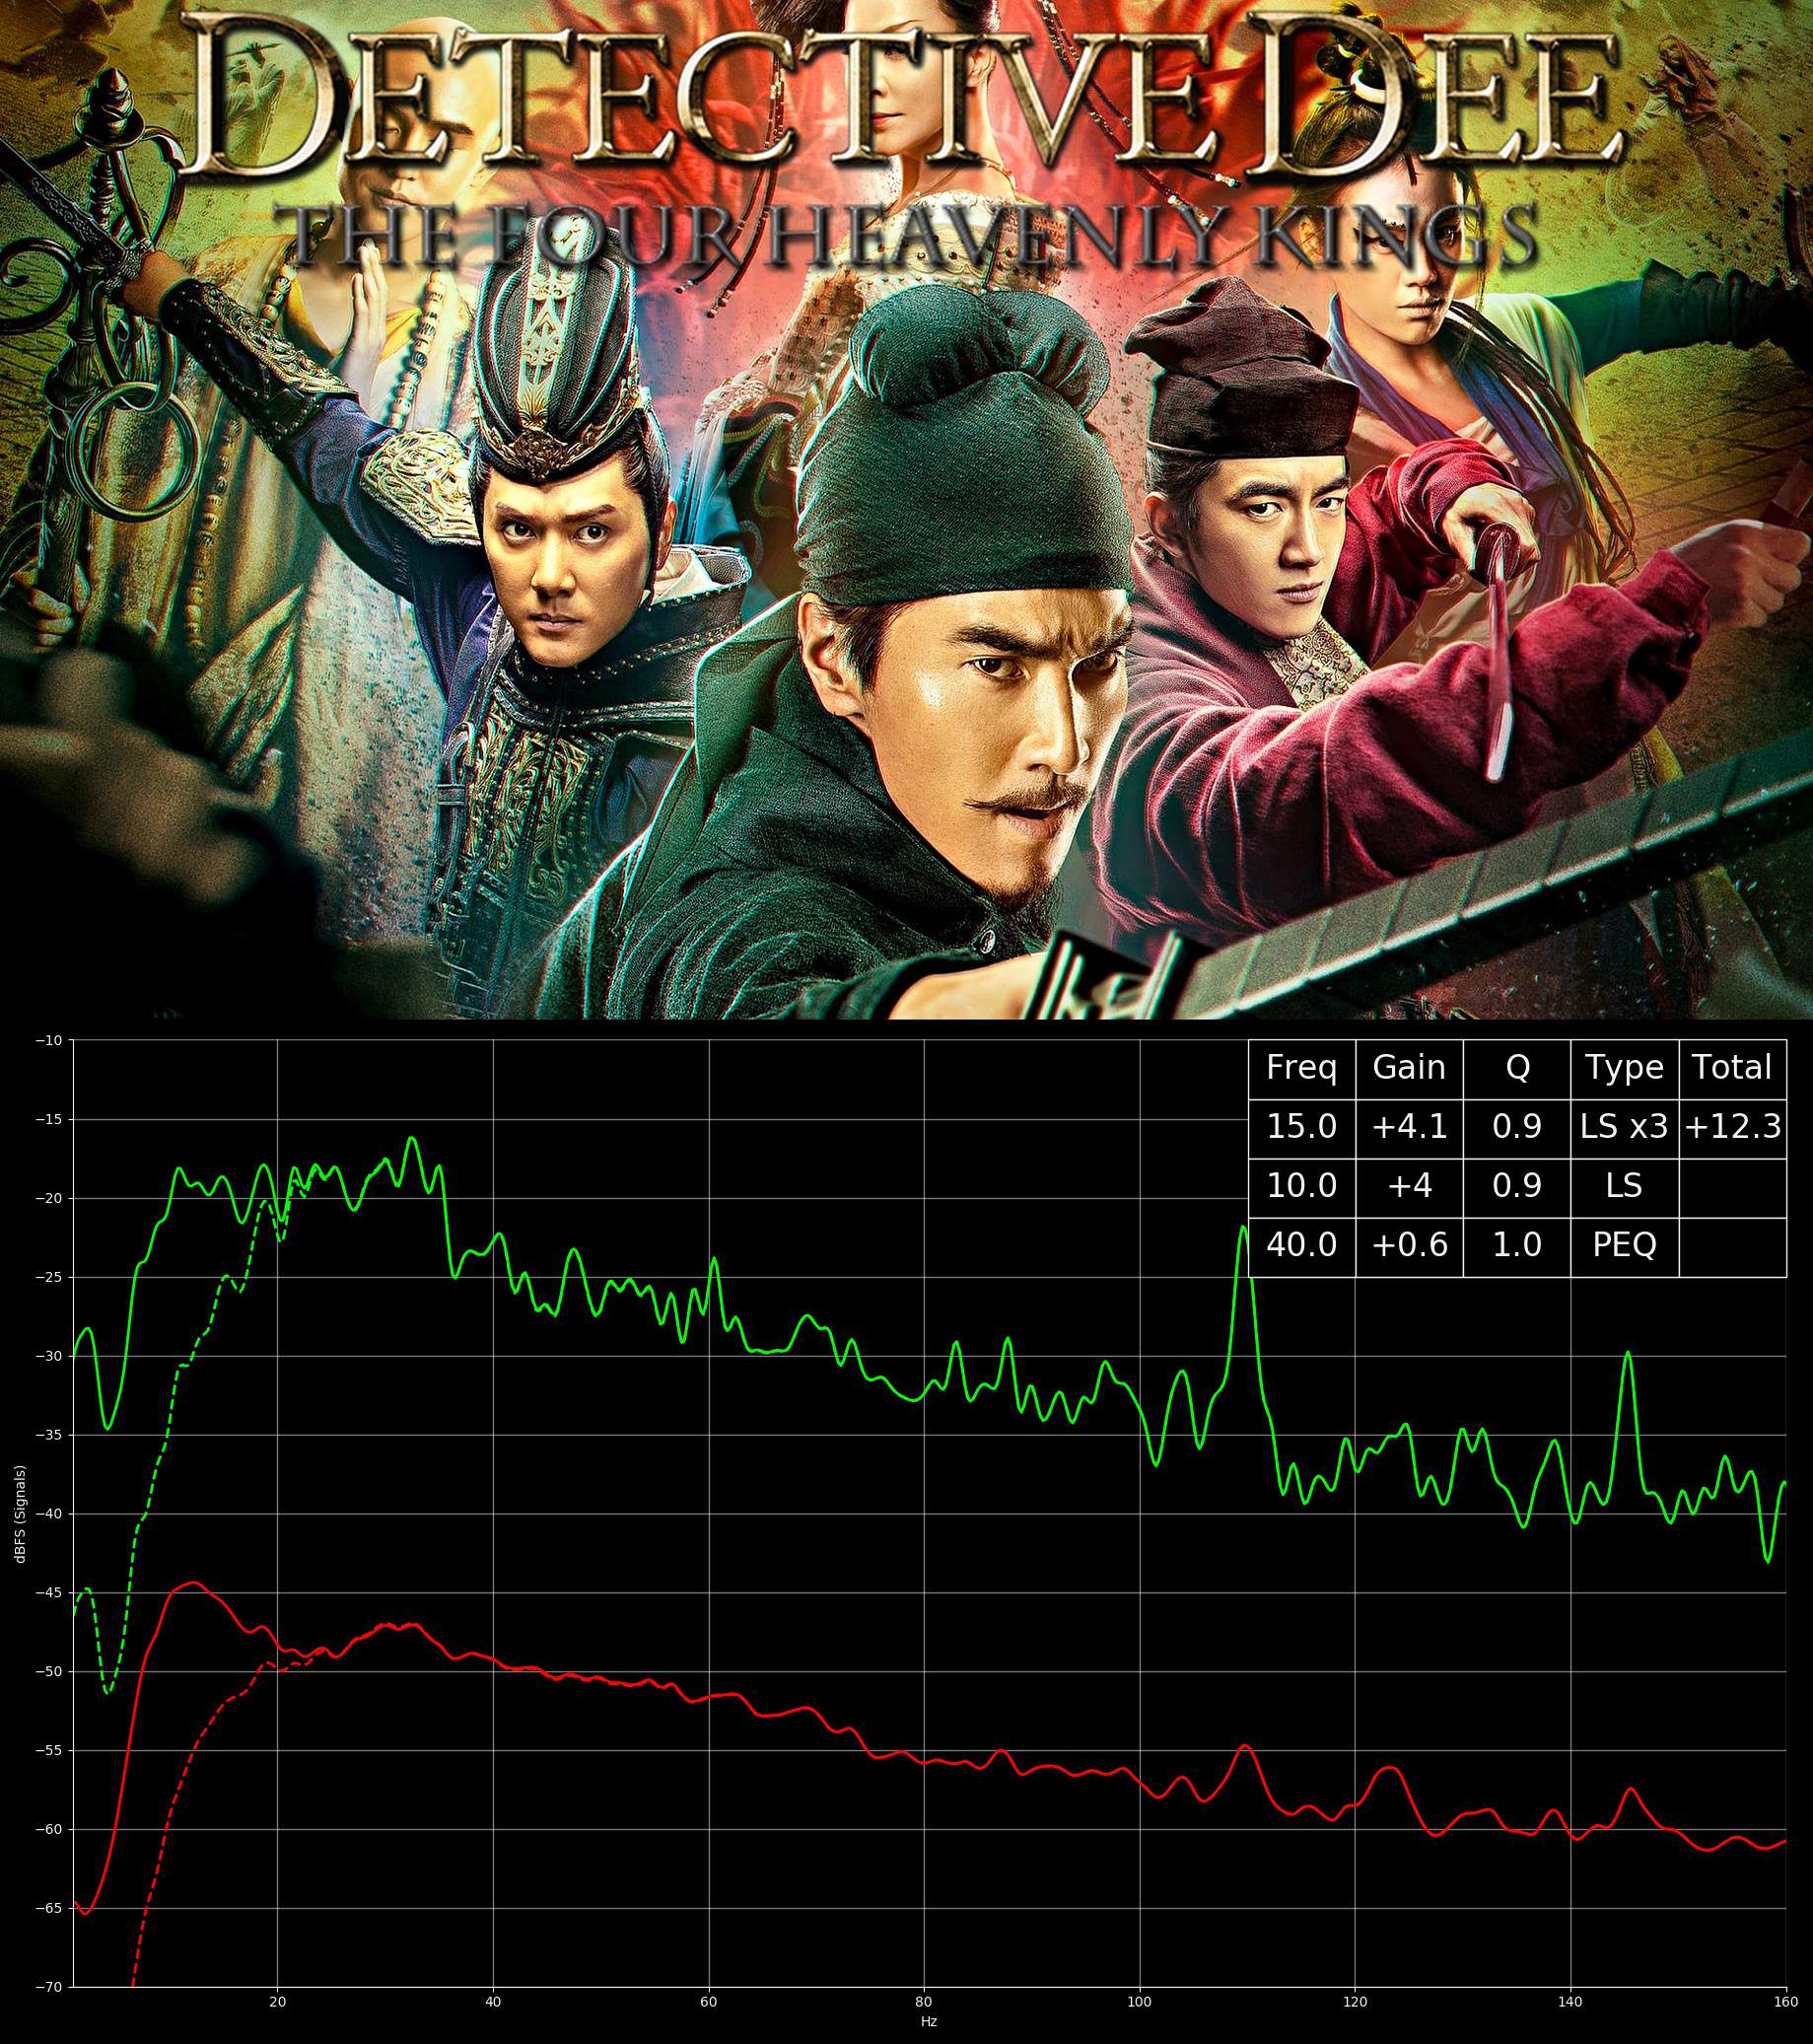 DETECTIVE DEE
THE FOUR HEAVENLY KINGS
Freq Gain Q Type Total
15.0 +4.1 0.9 LS x3 +12.3
10.0 +4 0.9 LS
40.0 +0.6 1.0 PEQ
−10
−15
−20
−25
−30
−35
−40
−45
−50
−55
−60
−65
−70
dBFS (Signals)
20 40 60 80 100 120 140 160
Hz